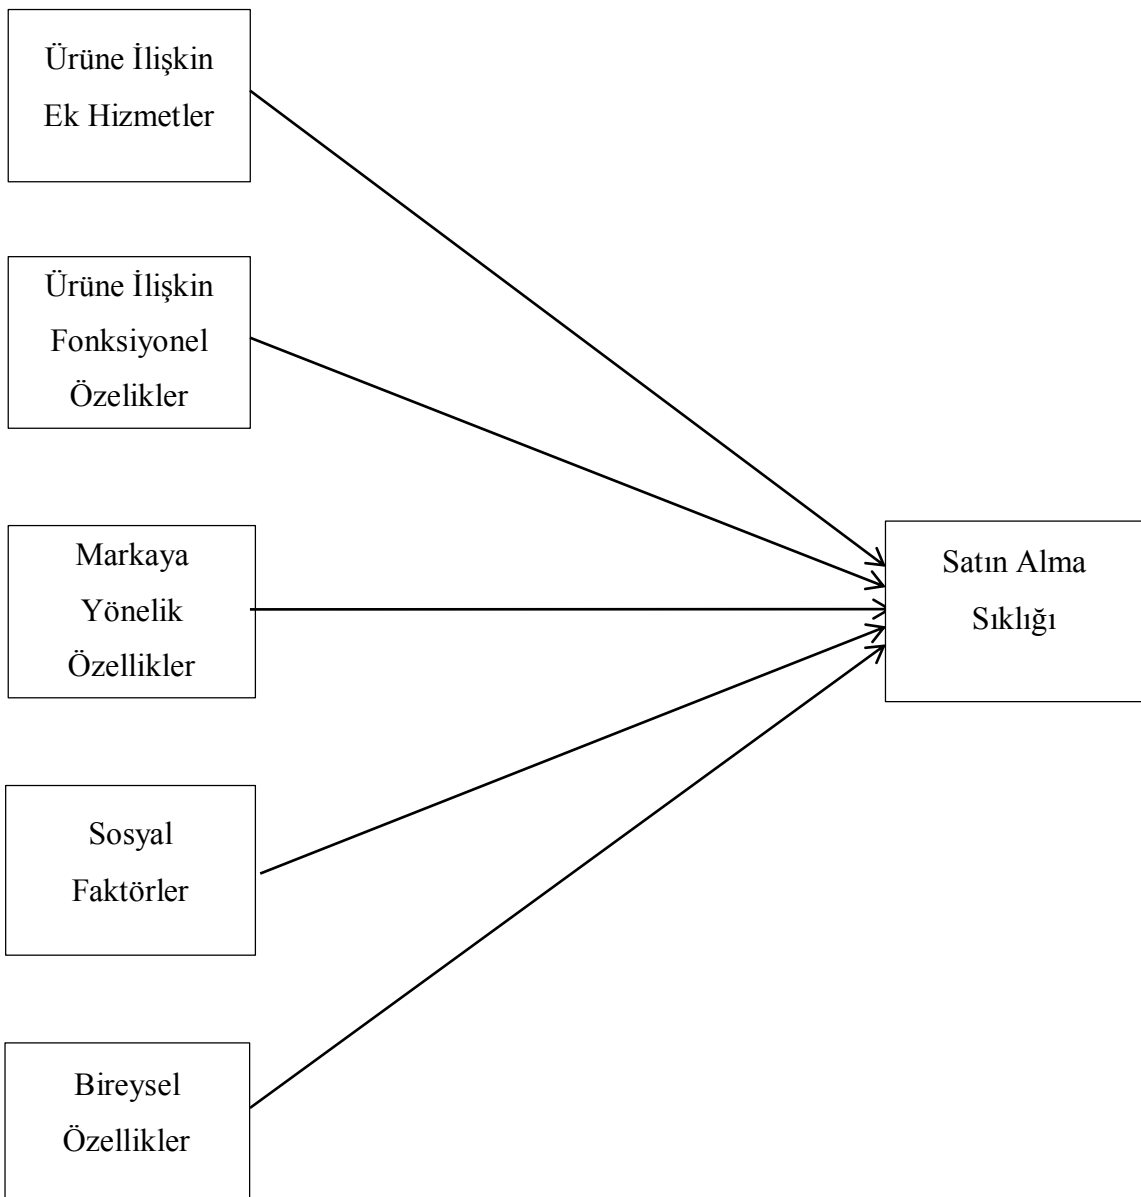 Ürüne İlişkin
Ek Hizmetler
Ürüne İlişkin
Fonksiyonel
Özelikler
Markaya
Yönelik
Özellikler
Satın Alma
Sıklığı
Sosyal
Faktörler
Bireysel
Özellikler